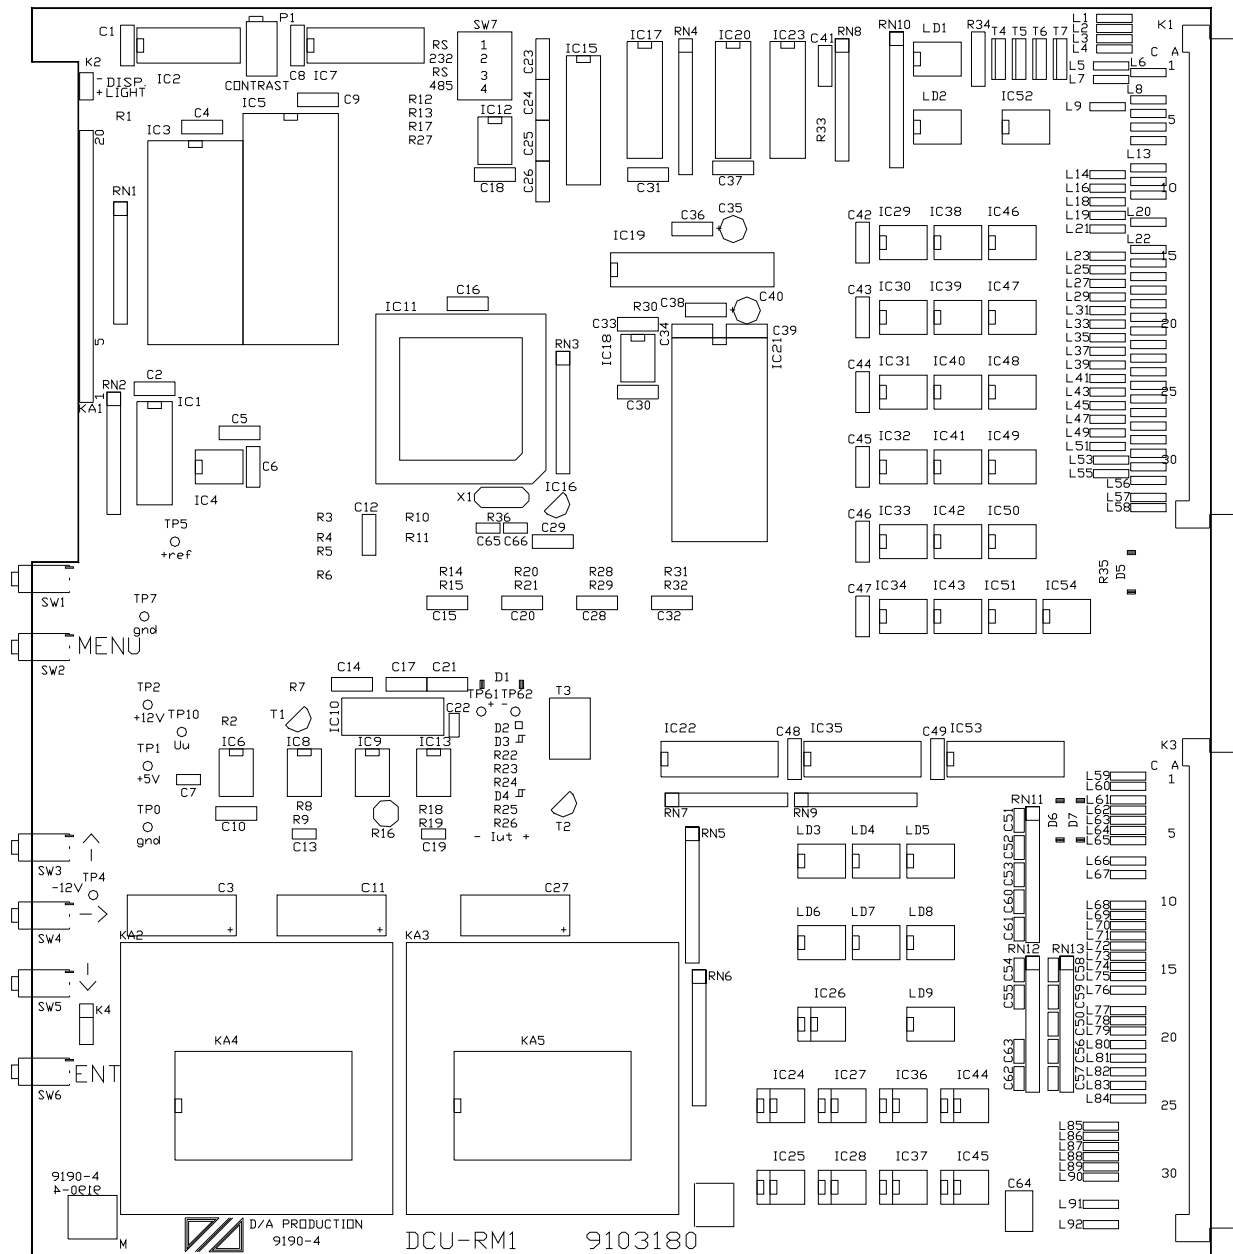 C1
IC2
P1
CONTRAST
C8
IC7
RS
232
RS
485
SW7
1
2
3
4
C23
C24
C25
C26
IC15
IC17
RN4
IC20
IC23
C41
RN8
R33
RN10
LD1
LD2
R34
T4
T5
T6
T7
IC52
K2
- DISP.
+ LIGHT
R1
IC3
C4
IC5
C9
R12
R13
R17
R27
IC12
C18
C31
C37
20
5
1
KA1
RN1
RN2
C2
IC1
C5
C6
IC4
TP5
+ref
C16
IC11
RN3
X1
IC16
C65
R36
C66
C29
C36
+
C35
IC19
C38
+
C40
R30
C33
IC18
C34
C30
C39
IC21
R3
R4
R5
R6
C12
R10
R11
R14
R15
C15
R20
R21
C20
R28
R29
C28
R31
R32
C32
C42
IC29
IC38
IC46
C43
IC30
IC39
IC47
C44
IC31
IC40
IC48
C45
IC32
IC41
IC49
C46
IC33
IC42
IC50
C47
IC34
IC43
IC51
IC54
R35
D5
L1
L2
L3
L4
L5
L6
L7
L8
L9
L13
L14
L16
L18
L19
L20
L21
L22
L23
L25
L27
L29
L31
L33
L35
L37
L39
L41
L43
L45
L47
L49
L51
L53
L55
L56
L57
L58
K1
C A
1
5
10
15
20
25
30
SW1
TP7
gnd
SW2
MENU
TP2
+12V
TP10
Uu
TP1
+5V
C7
TP0
gnd
R2
IC6
C10
R7
T1
IC8
R8
R9
C13
C14
C17
C21
IC10
C22
IC9
R16
IC13
R18
R19
C19
D1
TP61
+
-
TP62
D2
D3
R22
R23
R24
D4
R25
R26
- Iut +
T3
T2
IC22
C48
IC35
C49
IC53
RN7
RN9
RN5
RN6
LD3
LD4
LD5
LD6
LD7
LD8
IC26
LD9
IC24
IC27
IC36
IC44
IC25
IC28
IC37
IC45
C64
RN11
C51
C52
C53
C60
C61
D6
D7
RN12
C54
C55
C63
C62
RN13
C58
C59
C50
C56
C57
L59
L60
L61
L62
L63
L64
L65
L66
L67
L68
L69
L70
L71
L72
L73
L74
L75
L76
L77
L78
L79
L80
L81
L82
L83
L84
L85
L86
L87
L88
L89
L90
L91
L92
K3
C A
1
5
10
15
20
25
30
SW3
TP4
-12V
SW4
SW5
K4
SW6
ENT
C3
+
C11
+
C27
+
KA2
KA3
KA4
KA5
9190-4
9190-4
M
D/A PRODUCTION
9190-4
DCU-RM1 9103180